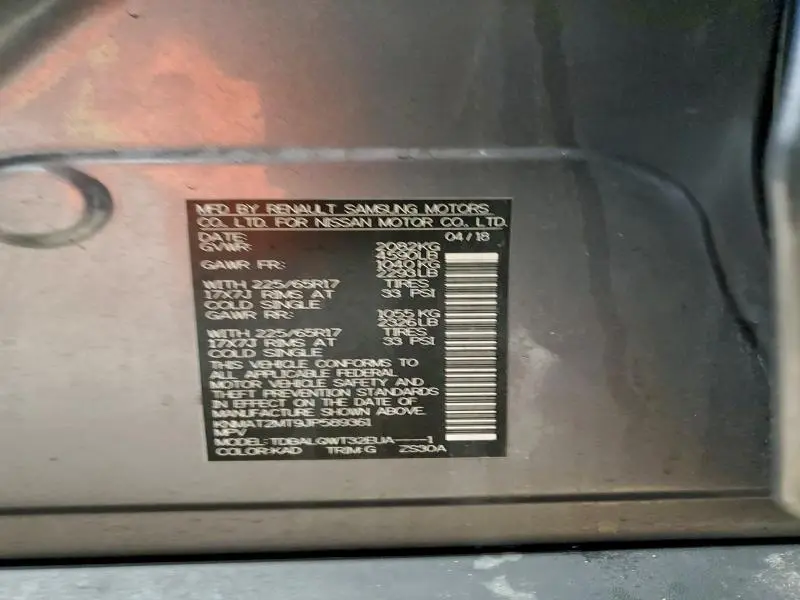 MFD BY RENAULT SAMSUNG MOTORS
CO., LTD. FOR NISSAN MOTOR CO., LTD.
DATE: 04/18
GVWR: 2082KG
4590LB
GAWR FR: 1040KG
2293LB
WITH 225/65R17 TIRES
17X7J RIMS AT 33 PSI
COLD SINGLE
GAWR RR: 1055KG
2326LB
WITH 225/65R17 TIRES
17X7J RIMS AT 33 PSI
COLD SINGLE
THIS VEHICLE CONFORMS TO
ALL APPLICABLE FEDERAL
MOTOR VEHICLE SAFETY AND
THEFT PREVENTION STANDARDS
IN EFFECT ON THE DATE OF
MANUFACTURE SHOWN ABOVE.
KNMAT2MT9JP589361
MPV
MODEL: TDBALGWT32EUA----1
COLOR:KAD TRIM:G ZS30A